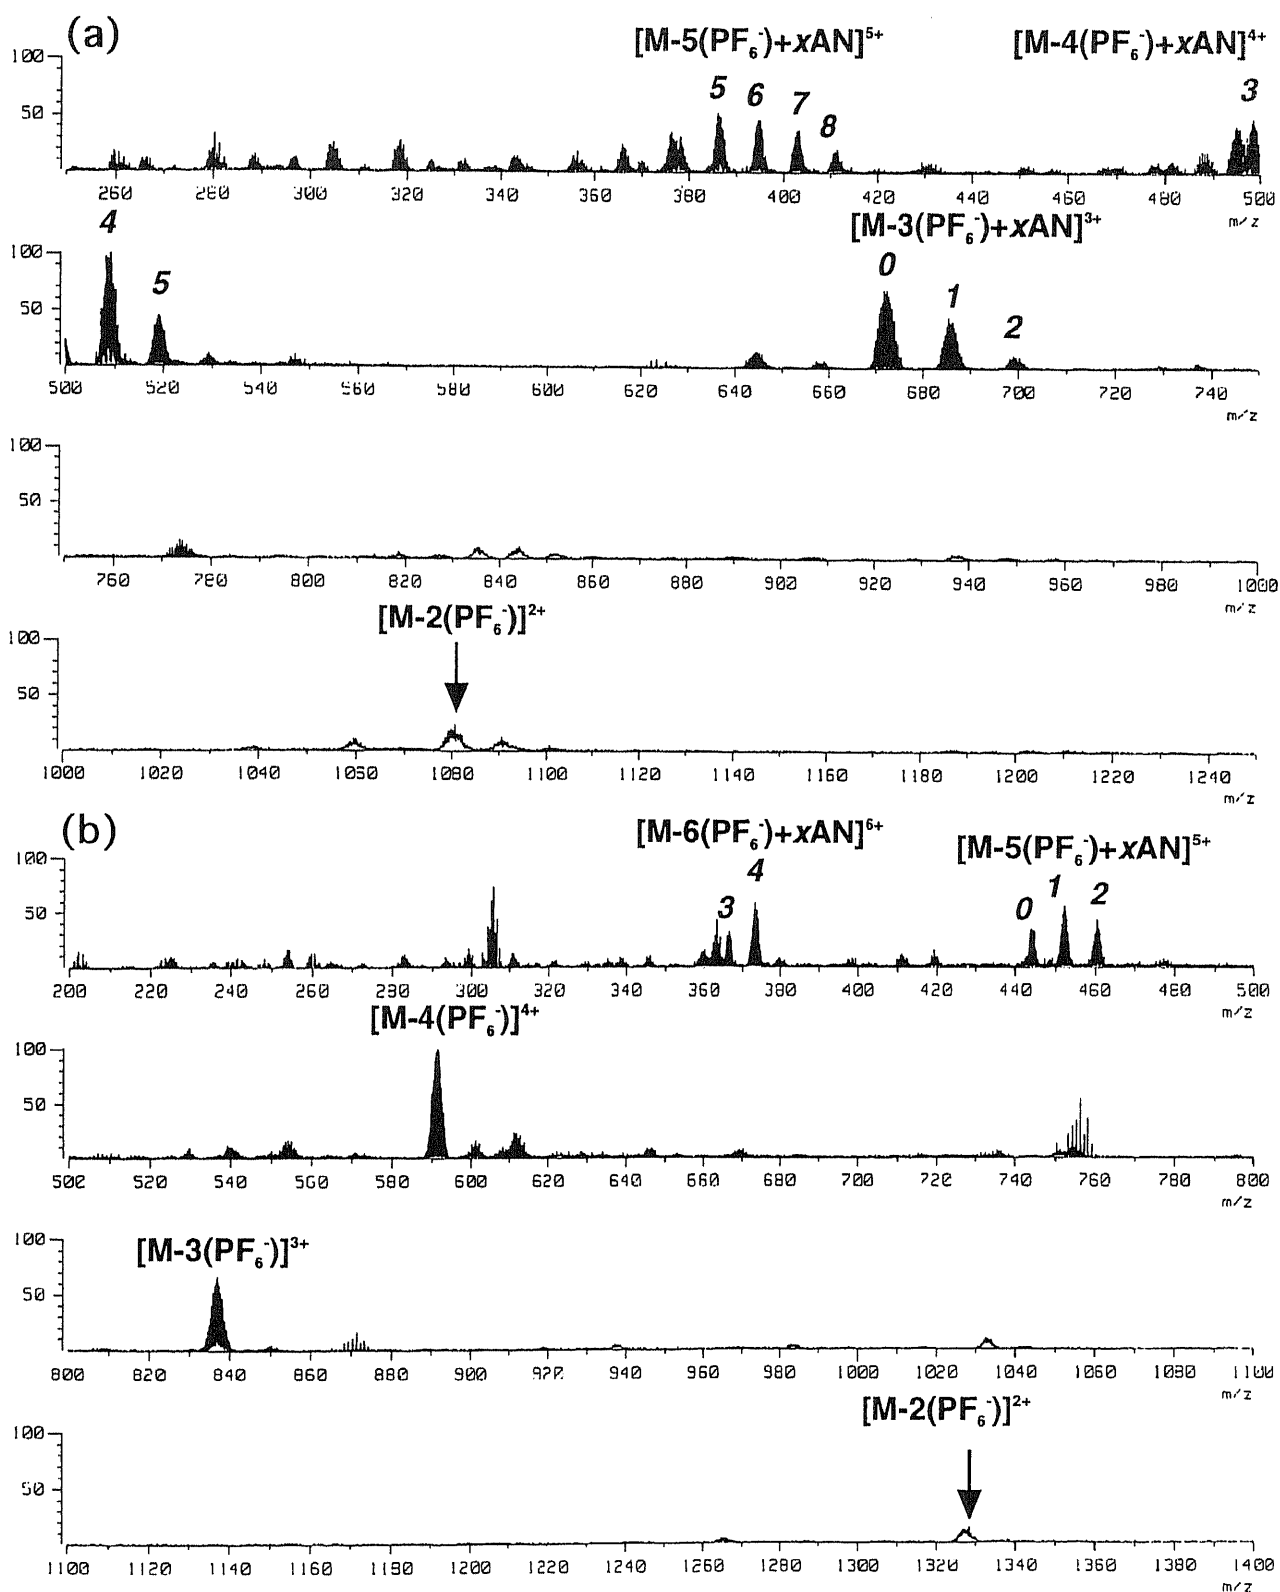 (a)
[M-5(PF₆⁻)+xAN]⁵⁺ [M-4(PF₆⁻)+xAN]⁴⁺
5 6 7 8 3
100
50
260 280 300 320 340 360 380 400 420 440 460 480 500
m/z
[M-3(PF₆⁻)+xAN]³⁺
4 5 0 1 2
100
50
500 520 540 560 580 600 620 640 660 680 700 720 740
m/z
100
50
760 780 800 820 840 860 880 900 920 940 960 980 1000
m/z
[M-2(PF₆⁻)]²⁺
100
50
1000 1020 1040 1060 1080 1100 1120 1140 1160 1180 1200 1220 1240
m/z
(b)
[M-6(PF₆⁻)+xAN]⁶⁺ [M-5(PF₆⁻)+xAN]⁵⁺
3 4 0 1 2
100
50
200 220 240 260 280 300 320 340 360 380 400 420 440 460 480 500
m/z
[M-4(PF₆⁻)]⁴⁺
100
50
500 520 540 560 580 600 620 640 660 680 700 720 740 760 780 800
m/z
[M-3(PF₆⁻)]³⁺
100
50
800 820 840 860 880 900 920 940 960 980 1000 1020 1040 1060 1080 1100
m/z
[M-2(PF₆⁻)]²⁺
100
50
1100 1120 1140 1160 1180 1200 1220 1240 1260 1280 1300 1320 1340 1360 1380 1400
m/z